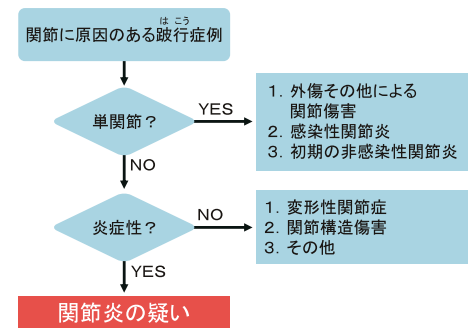 は こう
関節に原因のある跛行症例
単関節？
YES
1. 外傷その他による
関節傷害
2. 感染性関節炎
3. 初期の非感染性関節炎
NO
炎症性？
NO
1. 変形性関節症
2. 関節構造傷害
3. その他
YES
関節炎の疑い